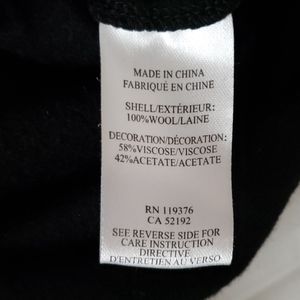 MADE IN CHINA
FABRIQUÉ EN CHINE
SHELL/EXTÉRIEUR:
100%WOOL/LAINE
DECORATION/DÉCORATION:
58%VISCOSE/VISCOSE
42%ACETATE/ACETATE
RN 119376
CA 52192
SEE REVERSE SIDE FOR
CARE INSTRUCTION
DIRECTIVE
D'ENTRETIEN AU VERSO